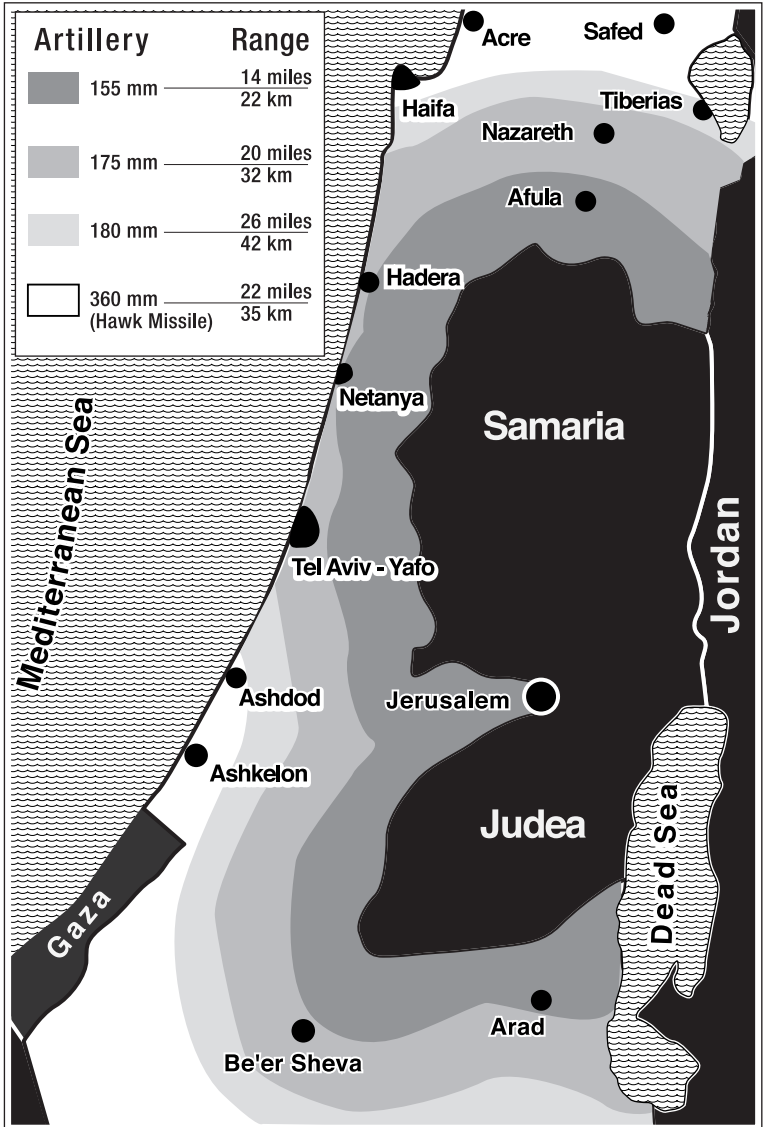 Artillery Range
155 mm 14 miles
22 km
175 mm 20 miles
32 km
180 mm 26 miles
42 km
360 mm 22 miles
(Hawk Missile) 35 km
Acre
Safed
Haifa
Tiberias
Nazareth
Afula
Hadera
Netanya
Samaria
Mediterranean Sea
Jordan
Tel Aviv - Yafo
Ashdod
Jerusalem
Ashkelon
Judea
Dead Sea
Gaza
Arad
Be'er Sheva